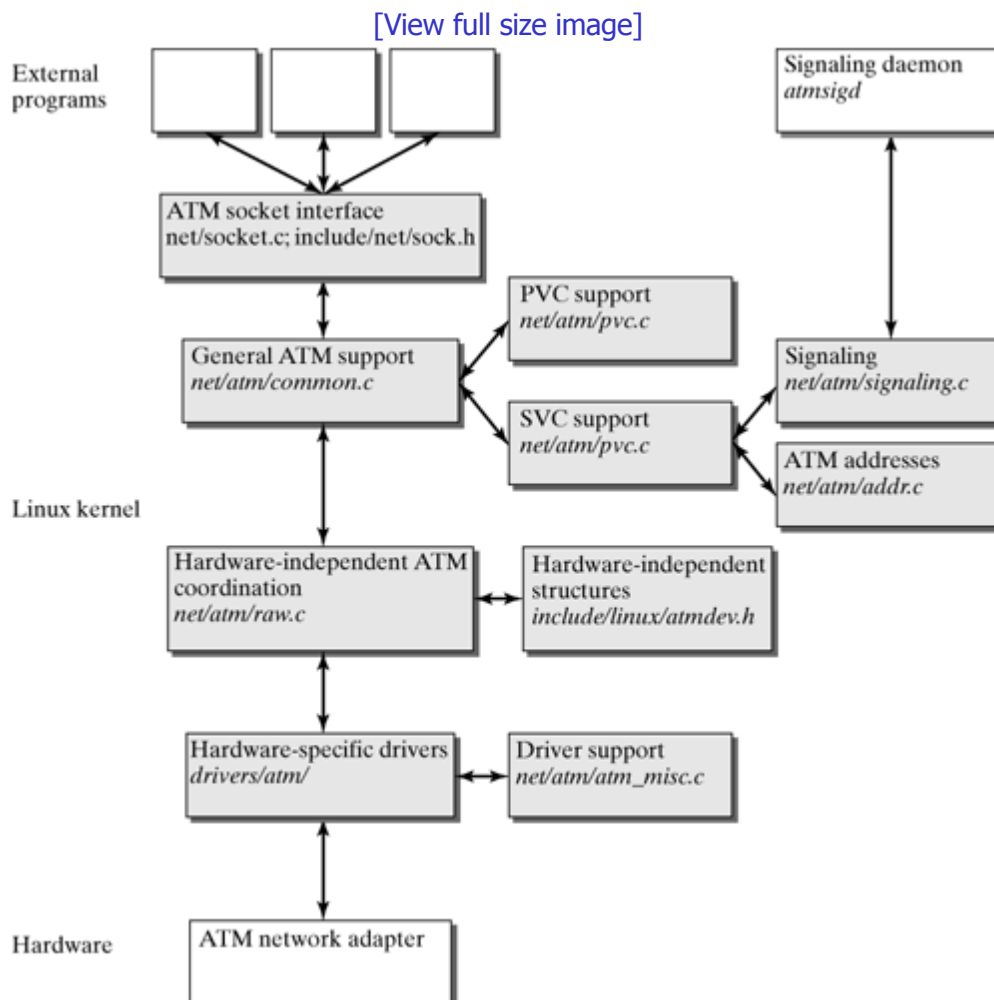 [View full size image]
External
programs
Signaling daemon
atmsigd
ATM socket interface
net/socket.c; include/net/sock.h
PVC support
net/atm/pvc.c
General ATM support
net/atm/common.c
Signaling
net/atm/signaling.c
SVC support
net/atm/pvc.c
ATM addresses
net/atm/addr.c
Linux kernel
Hardware-independent ATM
coordination
net/atm/raw.c
Hardware-independent
structures
include/linux/atmdev.h
Hardware-specific drivers
drivers/atm/
Driver support
net/atm/atm_misc.c
Hardware
ATM network adapter